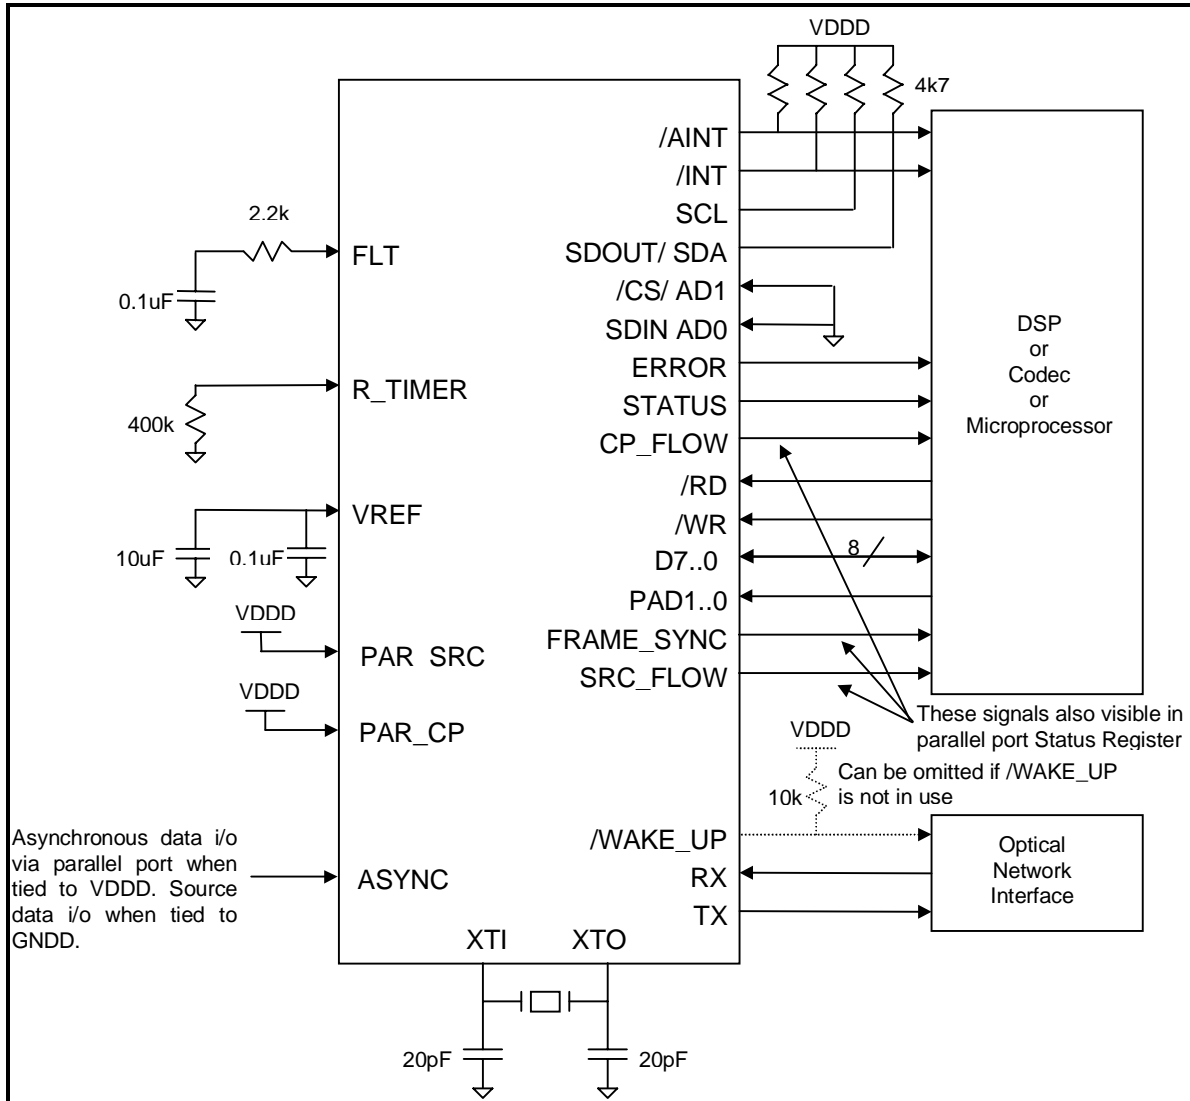 VDDD
4k7
/AINT
/INT
SCL
SDOUT/ SDA
/CS/ AD1
SDIN AD0
ERROR
STATUS
CP_FLOW
/RD
/WR
D7..0
8
PAD1..0
FRAME_SYNC
SRC_FLOW
DSP
or
Codec
or
Microprocessor
2.2k
FLT
0.1uF
R_TIMER
400k
VREF
10uF
0.1uF
VDDD
PAR SRC
VDDD
PAR_CP
These signals also visible in
parallel port Status Register
VDDD
Can be omitted if /WAKE_UP
is not in use
10k
/WAKE_UP
RX
TX
Optical
Network
Interface
Asynchronous data i/o
via parallel port when
tied to VDDD. Source
data i/o when tied to
GNDD.
ASYNC
XTI
XTO
20pF
20pF